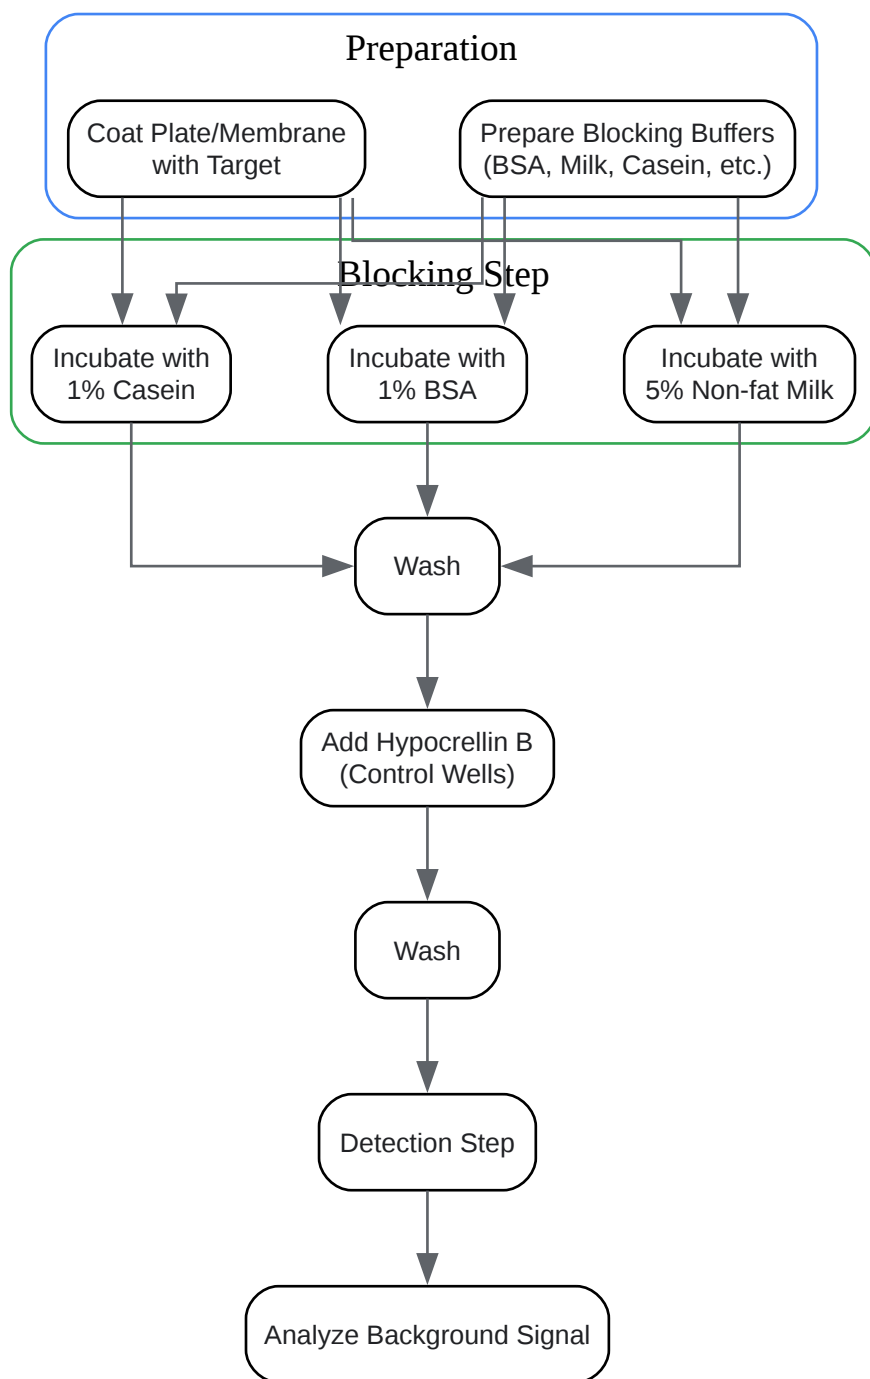 Preparation
Coat Plate/Membrane
with Target
Prepare Blocking Buffers
(BSA, Milk, Casein, etc.)
Blocking Step
Incubate with
1% Casein
Incubate with
1% BSA
Incubate with
5% Non-fat Milk
Wash
Add Hypocrellin B
(Control Wells)
Wash
Detection Step
Analyze Background Signal